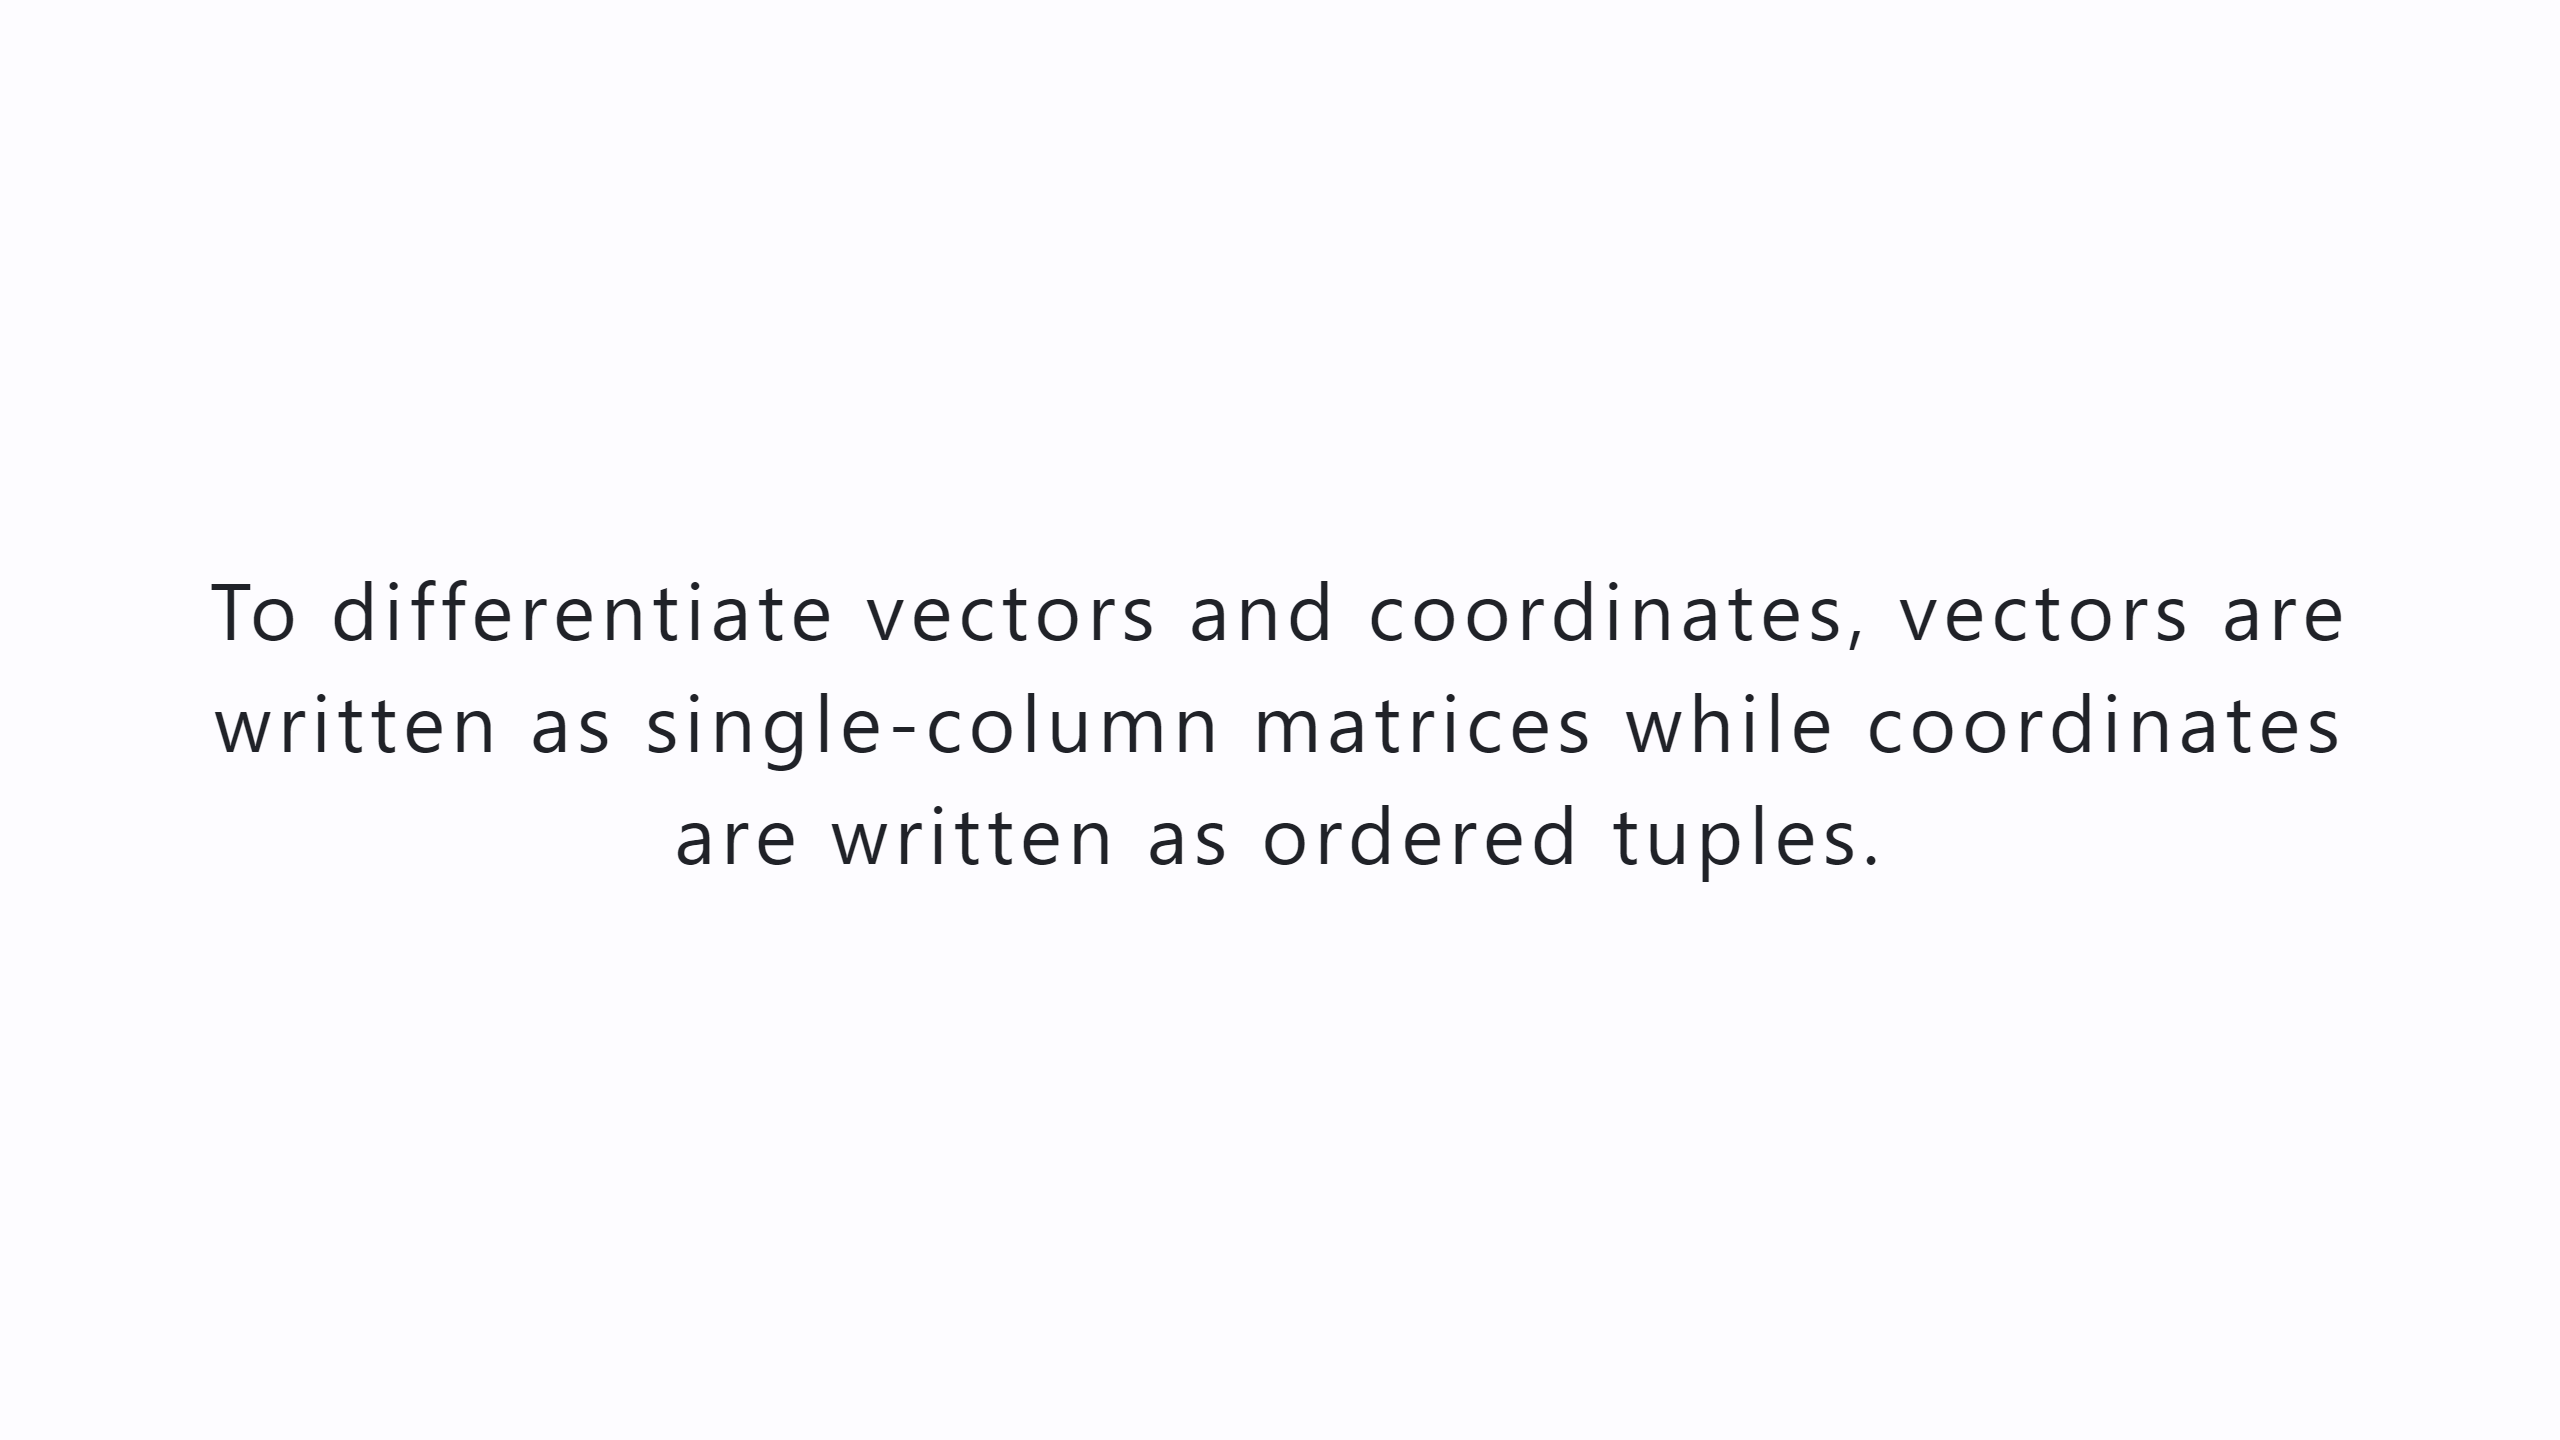 To differentiate vectors and coordinates, vectors are
written as single-column matrices while coordinates
are written as ordered tuples.